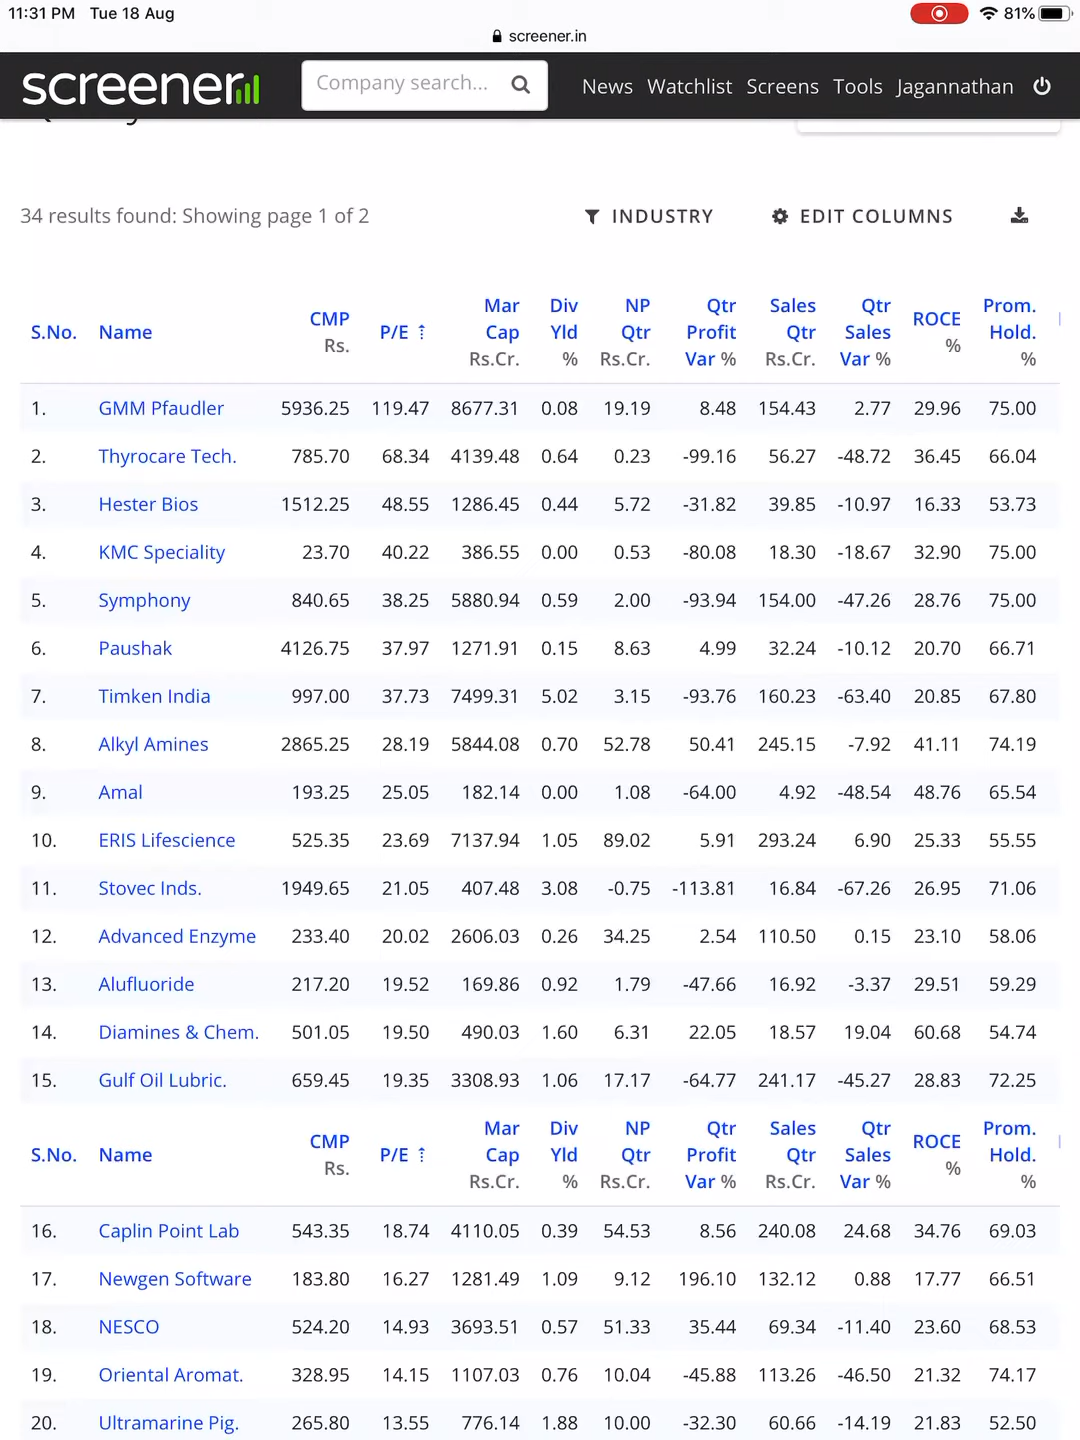 11:31 PM Tue 18 Aug 81%
screener.in
screener Company search... News Watchlist Screens Tools Jagannathan
34 results found: Showing page 1 of 2 INDUSTRY EDIT COLUMNS
S.No. Name CMP Rs. P/E Mar Cap Rs.Cr. Div Yld % NP Qtr Rs.Cr. Qtr Profit Var % Sales Qtr Rs.Cr. Qtr Sales Var % ROCE % Prom. Hold. %
1. GMM Pfaudler 5936.25 119.47 8677.31 0.08 19.19 8.48 154.43 2.77 29.96 75.00
2. Thyrocare Tech. 785.70 68.34 4139.48 0.64 0.23 -99.16 56.27 -48.72 36.45 66.04
3. Hester Bios 1512.25 48.55 1286.45 0.44 5.72 -31.82 39.85 -10.97 16.33 53.73
4. KMC Speciality 23.70 40.22 386.55 0.00 0.53 -80.08 18.30 -18.67 32.90 75.00
5. Symphony 840.65 38.25 5880.94 0.59 2.00 -93.94 154.00 -47.26 28.76 75.00
6. Paushak 4126.75 37.97 1271.91 0.15 8.63 4.99 32.24 -10.12 20.70 66.71
7. Timken India 997.00 37.73 7499.31 5.02 3.15 -93.76 160.23 -63.40 20.85 67.80
8. Alkyl Amines 2865.25 28.19 5844.08 0.70 52.78 50.41 245.15 -7.92 41.11 74.19
9. Amal 193.25 25.05 182.14 0.00 1.08 -64.00 4.92 -48.54 48.76 65.54
10. ERIS Lifescience 525.35 23.69 7137.94 1.05 89.02 5.91 293.24 6.90 25.33 55.55
11. Stovec Inds. 1949.65 21.05 407.48 3.08 -0.75 -113.81 16.84 -67.26 26.95 71.06
12. Advanced Enzyme 233.40 20.02 2606.03 0.26 34.25 2.54 110.50 0.15 23.10 58.06
13. Alufluoride 217.20 19.52 169.86 0.92 1.79 -47.66 16.92 -3.37 29.51 59.29
14. Diamines & Chem. 501.05 19.50 490.03 1.60 6.31 22.05 18.57 19.04 60.68 54.74
15. Gulf Oil Lubric. 659.45 19.35 3308.93 1.06 17.17 -64.77 241.17 -45.27 28.83 72.25
S.No. Name CMP Rs. P/E Mar Cap Rs.Cr. Div Yld % NP Qtr Rs.Cr. Qtr Profit Var % Sales Qtr Rs.Cr. Qtr Sales Var % ROCE % Prom. Hold. %
16. Caplin Point Lab 543.35 18.74 4110.05 0.39 54.53 8.56 240.08 24.68 34.76 69.03
17. Newgen Software 183.80 16.27 1281.49 1.09 9.12 196.10 132.12 0.88 17.77 66.51
18. NESCO 524.20 14.93 3693.51 0.57 51.33 35.44 69.34 -11.40 23.60 68.53
19. Oriental Aromat. 328.95 14.15 1107.03 0.76 10.04 -45.88 113.26 -46.50 21.32 74.17
20. Ultramarine Pig. 265.80 13.55 776.14 1.88 10.00 -32.30 60.66 -14.19 21.83 52.50